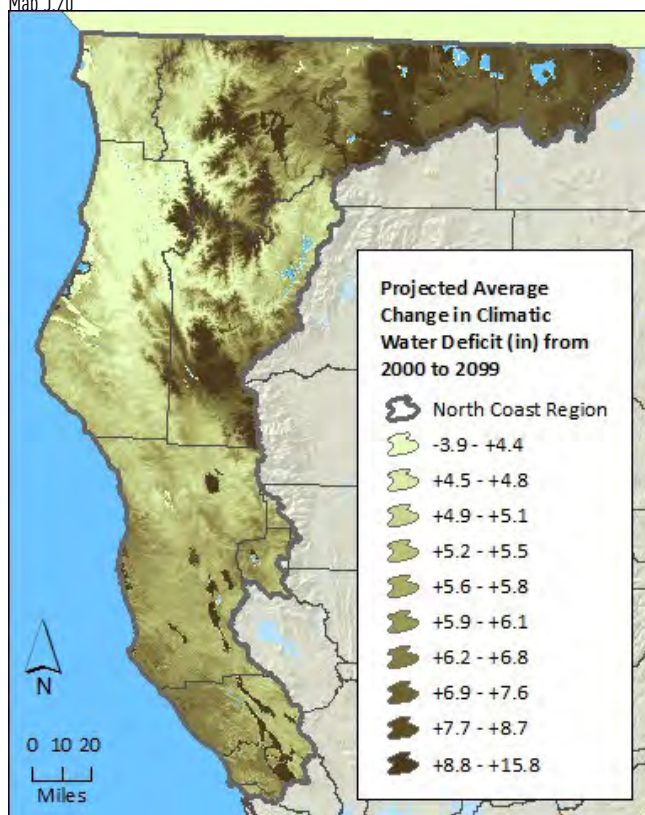 Map 3.70
Projected Average
Change in Climatic
Water Deficit (in) from
2000 to 2099
North Coast Region
-3.9 - +4.4
+4.5 - +4.8
+4.9 - +5.1
+5.2 - +5.5
+5.6 - +5.8
+5.9 - +6.1
+6.2 - +6.8
+6.9 - +7.6
+7.7 - +8.7
+8.8 - +15.8
N
0 10 20
Miles